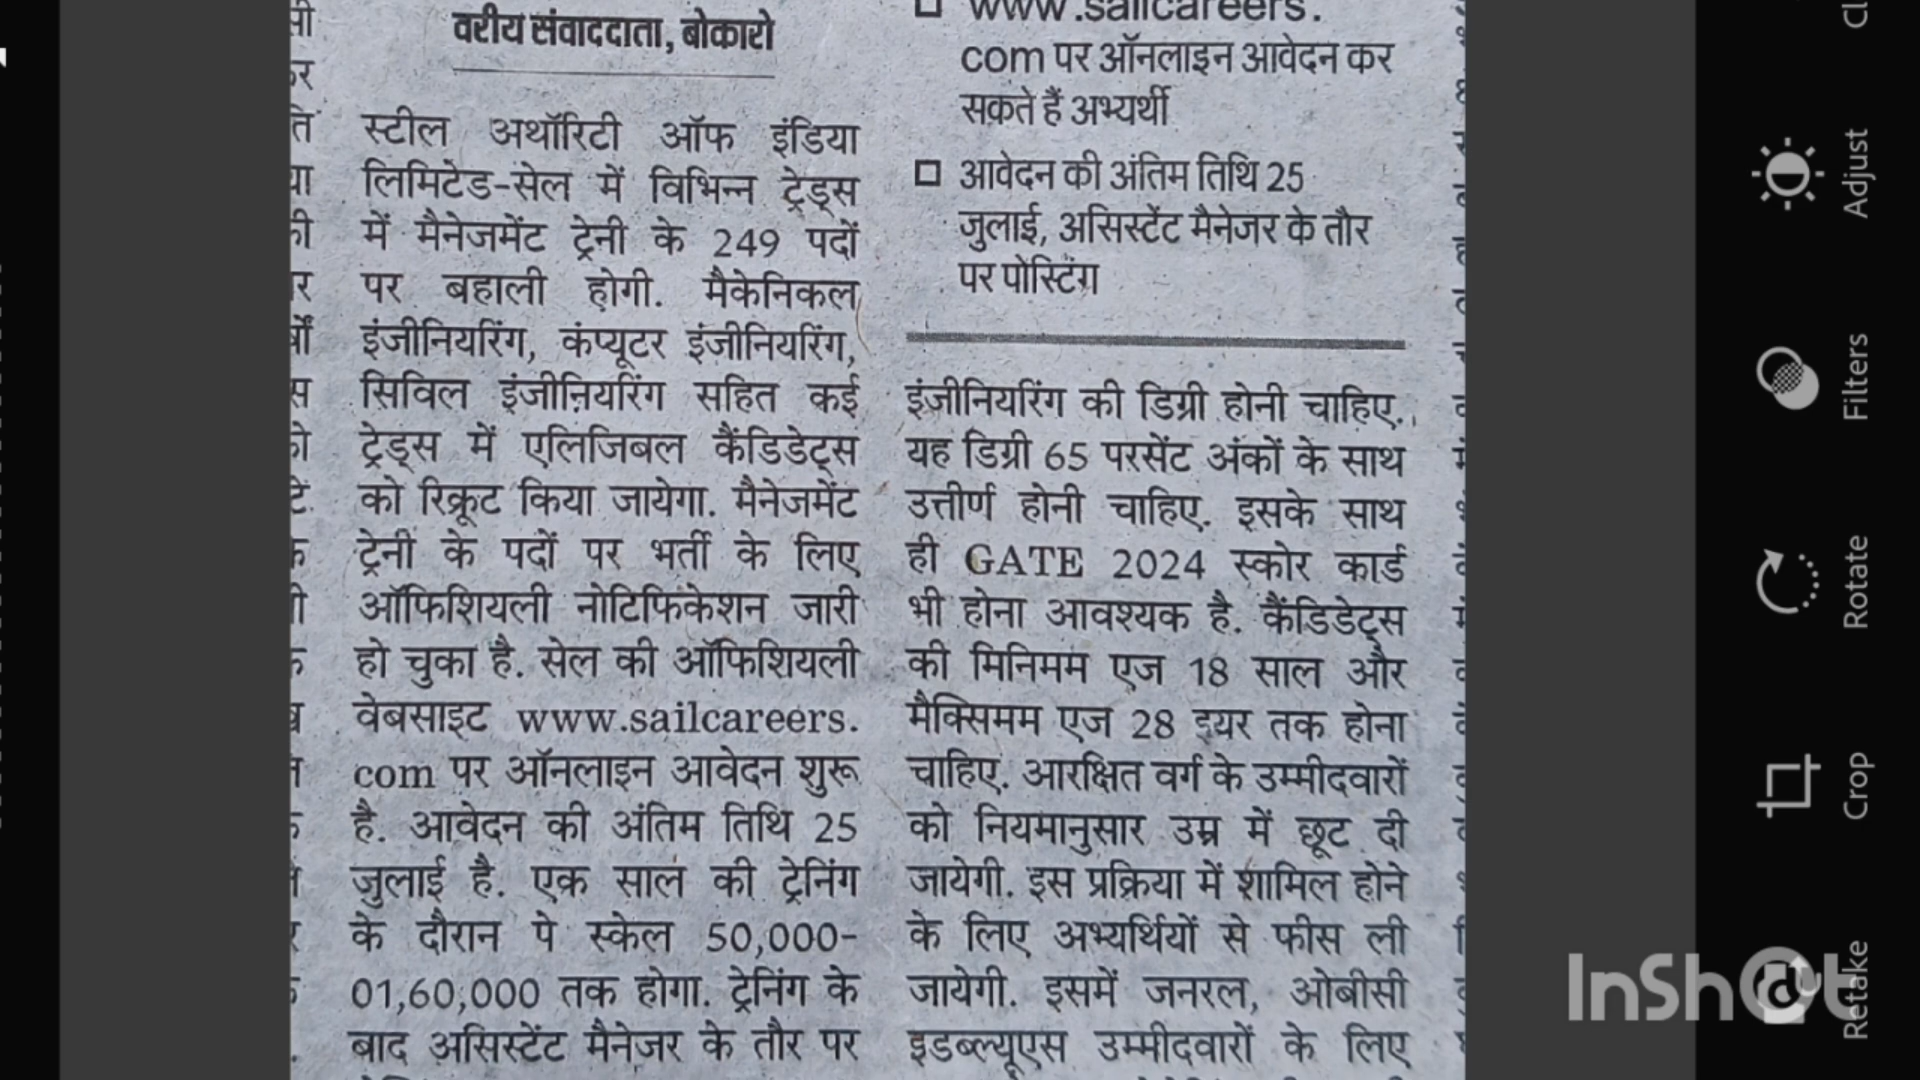 वरीय संवाददाता, बोकारो
स्टील अथॉरिटी ऑफ इंडिया
लिमिटेड-सेल में विभिन्न ट्रेड्स
में मैनेजमेंट ट्रेनी के 249 पदों
पर बहाली होगी. मैकेनिकल
इंजीनियरिंग, कंप्यूटर इंजीनियरिंग,
सिविल इंजीनियरिंग सहित कई
ट्रेड्स में एलिजिबल कैंडिडेट्स
को रिक्रूट किया जायेगा. मैनेजमेंट
ट्रेनी के पदों पर भर्ती के लिए
ऑफिशियली नोटिफिकेशन जारी
हो चुका है. सेल की ऑफिशियली
वेबसाइट www.sailcareers.
com पर ऑनलाइन आवेदन शुरू
है. आवेदन की अंतिम तिथि 25
जुलाई है. एक साल की ट्रेनिंग
के दौरान पे स्केल 50,000-
01,60,000 तक होगा. ट्रेनिंग के
बाद असिस्टेंट मैनेजर के तौर पर
www.sailcareers.
com पर ऑनलाइन आवेदन कर
सकते हैं अभ्यर्थी
आवेदन की अंतिम तिथि 25
जुलाई, असिस्टेंट मैनेजर के तौर
पर पोस्टिंग
इंजीनियरिंग की डिग्री होनी चाहिए.
यह डिग्री 65 परसेंट अंकों के साथ
उत्तीर्ण होनी चाहिए. इसके साथ
ही GATE 2024 स्कोर कार्ड
भी होना आवश्यक है. कैंडिडेट्स
की मिनिमम एज 18 साल और
मैक्सिमम एज 28 इयर तक होना
चाहिए. आरक्षित वर्ग के उम्मीदवारों
को नियमानुसार उम्र में छूट दी
जायेगी. इस प्रक्रिया में शामिल होने
के लिए अभ्यर्थियों से फीस ली
जायेगी. इसमें जनरल, ओबीसी
इडब्ल्यूएस उम्मीदवारों के लिए
Adjust
Filters
Rotate
Crop
Retake
InShOt